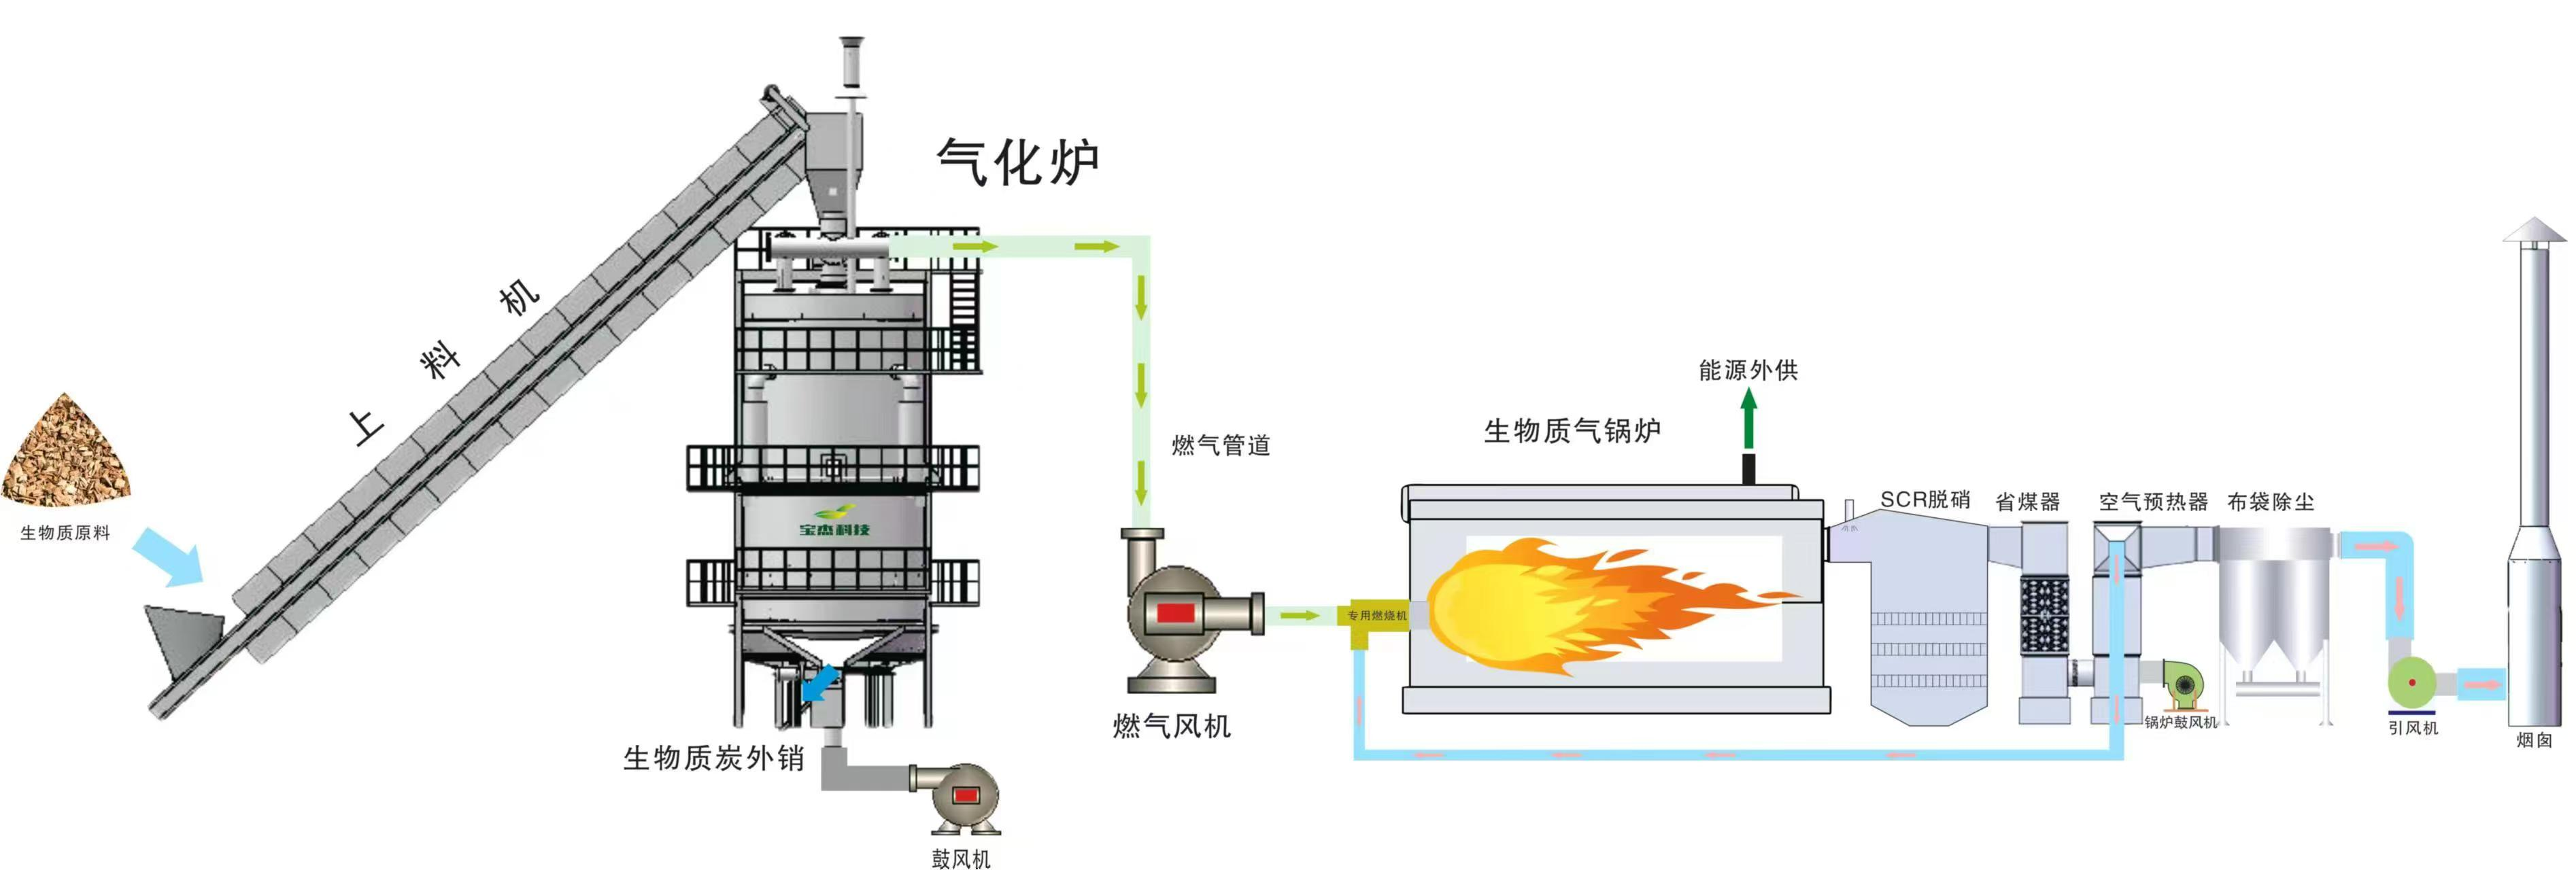 气化炉
上料机
生物质原料
宝杰科技
燃气管道
能源外供
生物质气锅炉
SCR脱硝
省煤器
空气预热器
布袋除尘
专用燃烧机
燃气风机
锅炉鼓风机
引风机
烟囱
生物质炭外销
鼓风机